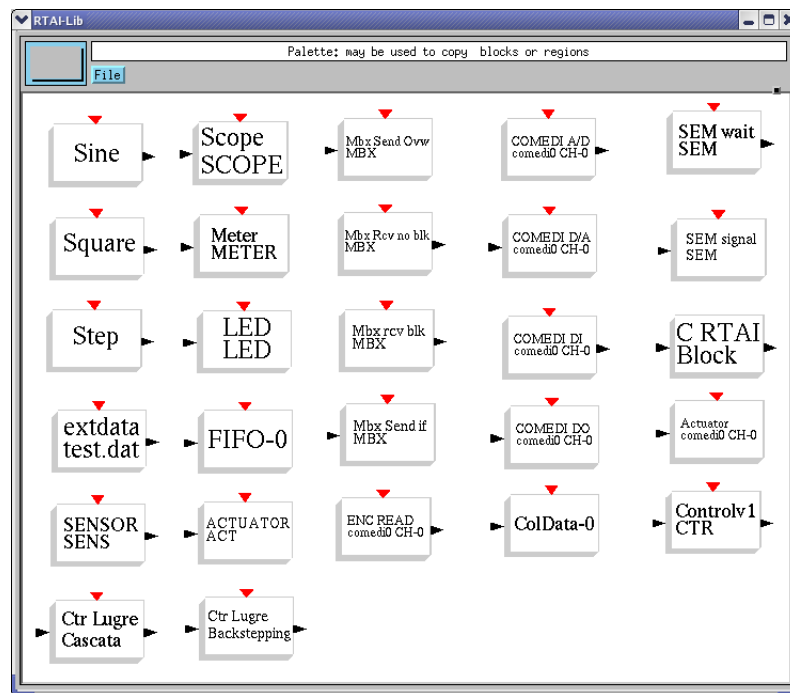 RTAI-Lib
Palette: may be used to copy blocks or regions
File
Sine
Scope
SCOPE
Mbx Send Ovw
MBX
COMEDI A/D
comedi0 CH-0
SEM wait
SEM
Square
Meter
METER
Mbx Rcv no blk
MBX
COMEDI D/A
comedi0 CH-0
SEM signal
SEM
Step
LED
LED
Mbx rcv blk
MBX
COMEDI DI
comedi0 CH-0
C RTAI
Block
extdata
test.dat
FIFO-0
Mbx Send if
MBX
COMEDI DO
comedi0 CH-0
Actuator
comedi0 CH-0
SENSOR
SENS
ACTUATOR
ACT
ENC READ
comedi0 CH-0
ColData-0
Controlv1
CTR
Ctr Lugre
Cascata
Ctr Lugre
Backstepping